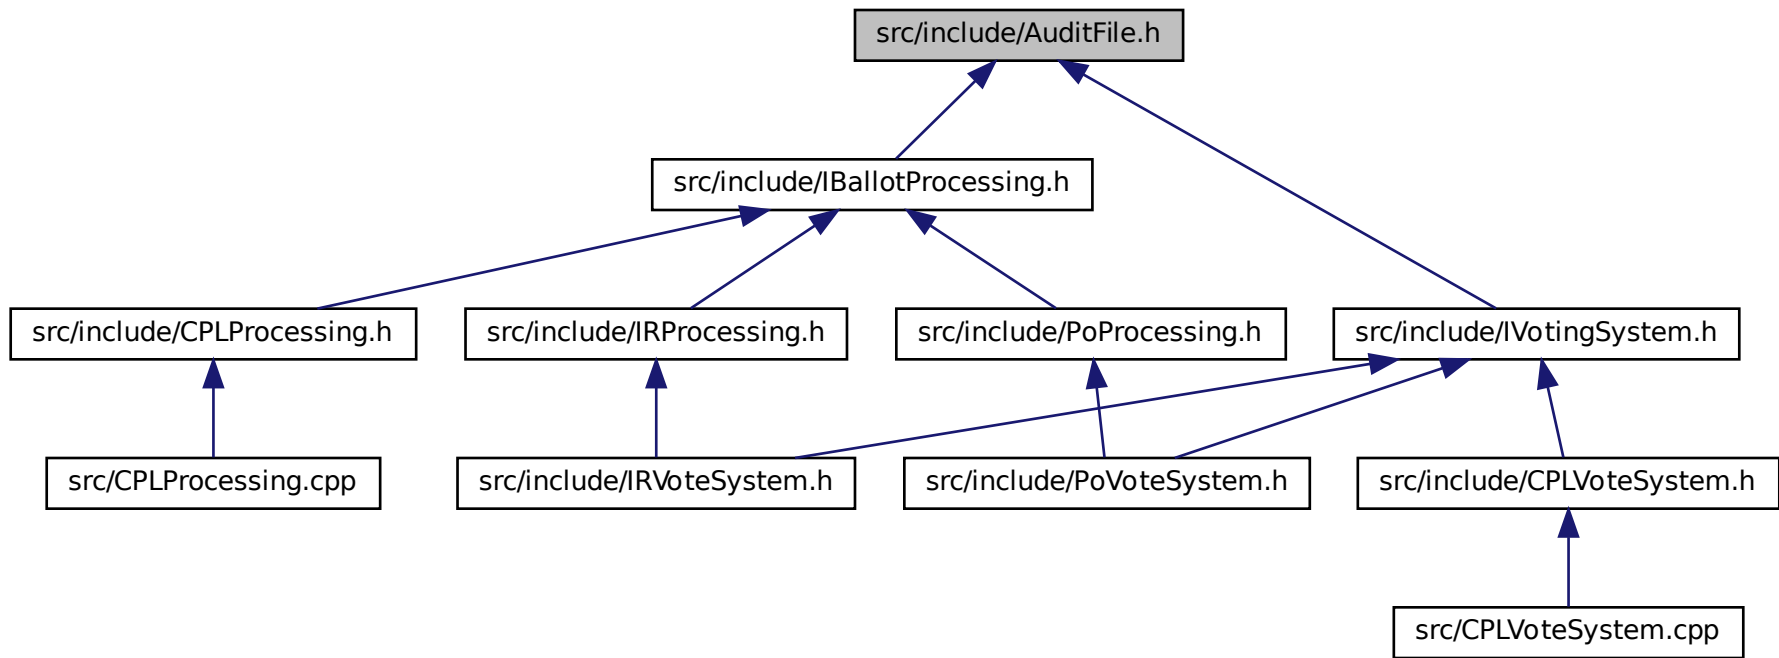 src/include/AuditFile.h
src/include/IBallotProcessing.h
src/include/CPLProcessing.h
src/include/IRProcessing.h
src/include/PoProcessing.h
src/include/IVotingSystem.h
src/CPLProcessing.cpp
src/include/IRVoteSystem.h
src/include/PoVoteSystem.h
src/include/CPLVoteSystem.h
src/CPLVoteSystem.cpp